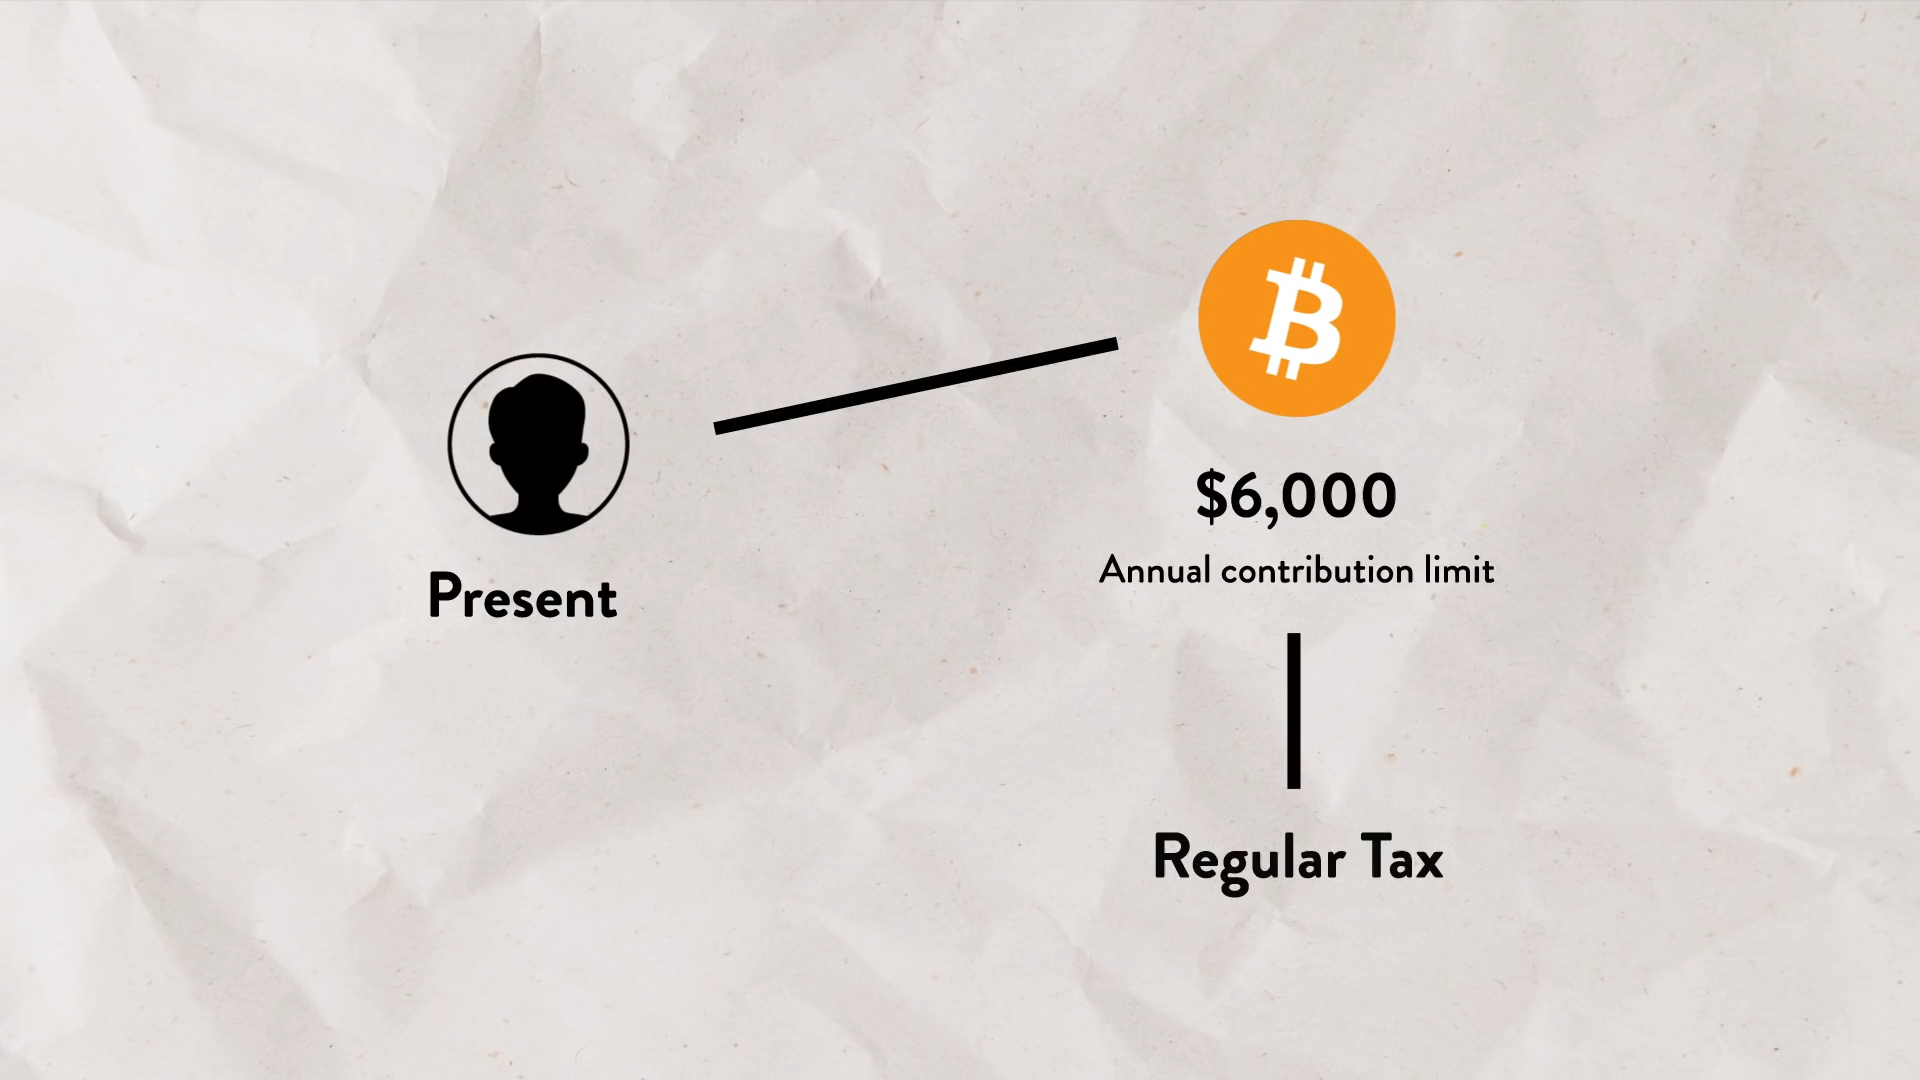 Present
$6,000
Annual contribution limit
Regular Tax